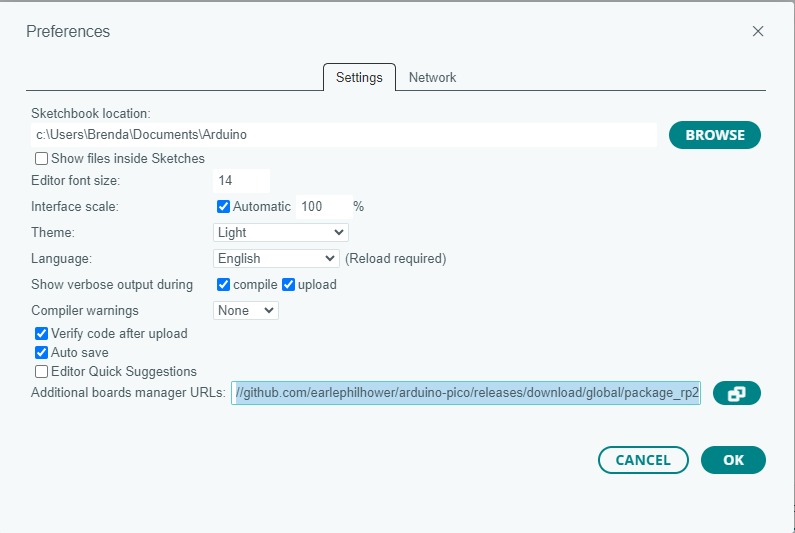 Preferences
Settings Network
Sketchbook location:
c:\Users\Brenda\Documents\Arduino
BROWSE
Show files inside Sketches
Editor font size: 14
Interface scale: Automatic 100 %
Theme: Light
Language: English (Reload required)
Show verbose output during compile upload
Compiler warnings None
Verify code after upload
Auto save
Editor Quick Suggestions
Additional boards manager URLs: //github.com/earlephilhower/arduino-pico/releases/download/global/package_rp2
CANCEL OK